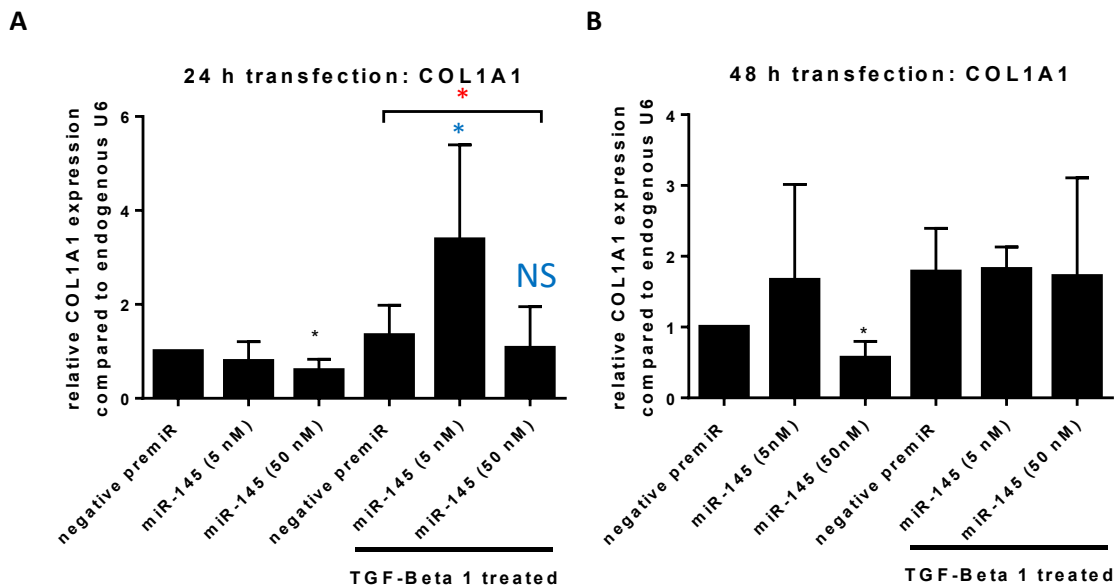 A
24 h transfection: COL1A1
relative COL1A1 expression
compared to endogenous U6
6
4
2
0
*
*
*
NS
negative premiR
miR-145 (5 nM)
miR-145 (50 nM)
negative premiR
miR-145 (5 nM)
miR-145 (50 nM)
TGF-Beta 1 treated
B
48 h transfection: COL1A1
relative COL1A1 expression
compared to endogenous U6
4
3
2
1
0
*
negative premiR
miR-145 (5nM)
miR-145 (50nM)
negative premiR
miR-145 (5 nM)
miR-145 (50 nM)
TGF-Beta 1 treated